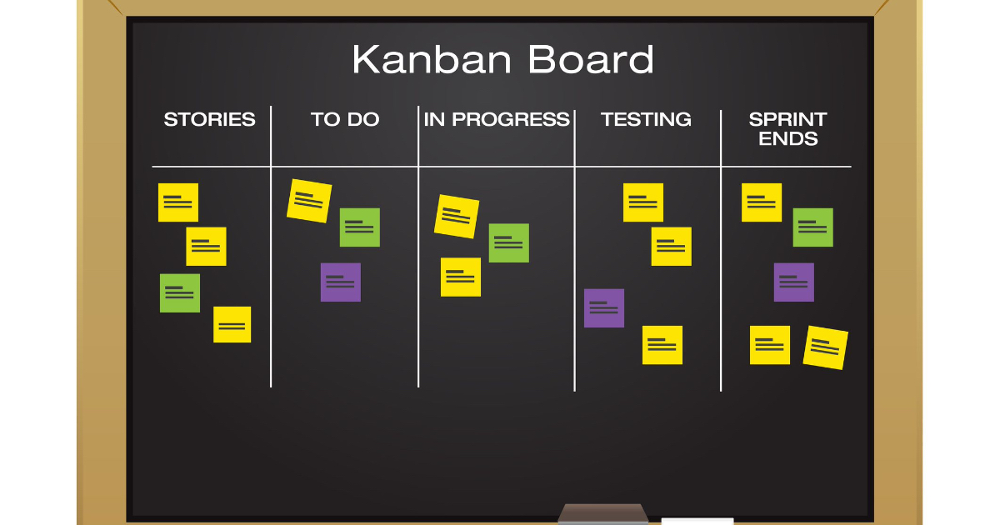 Kanban Board
STORIES
TO DO
IN PROGRESS
TESTING
SPRINT
ENDS